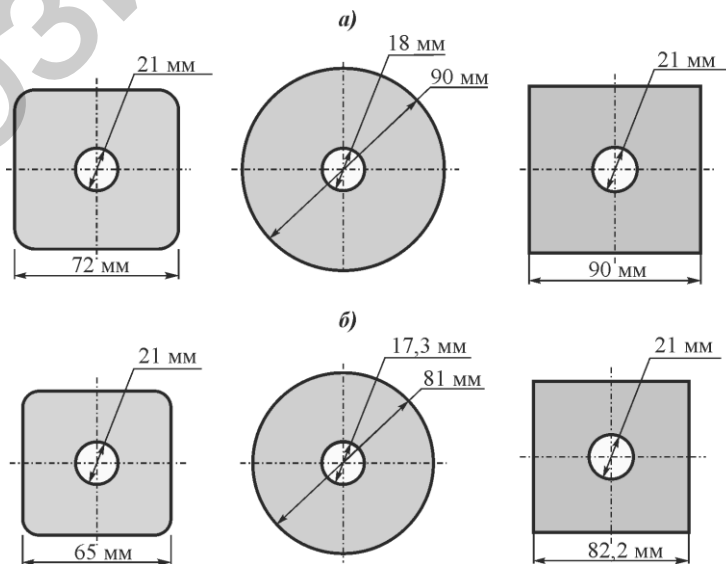 а)
21 мм
18 мм
90 мм
21 мм
72 мм
90 мм
б)
21 мм
17,3 мм
81 мм
21 мм
65 мм
82,2 мм